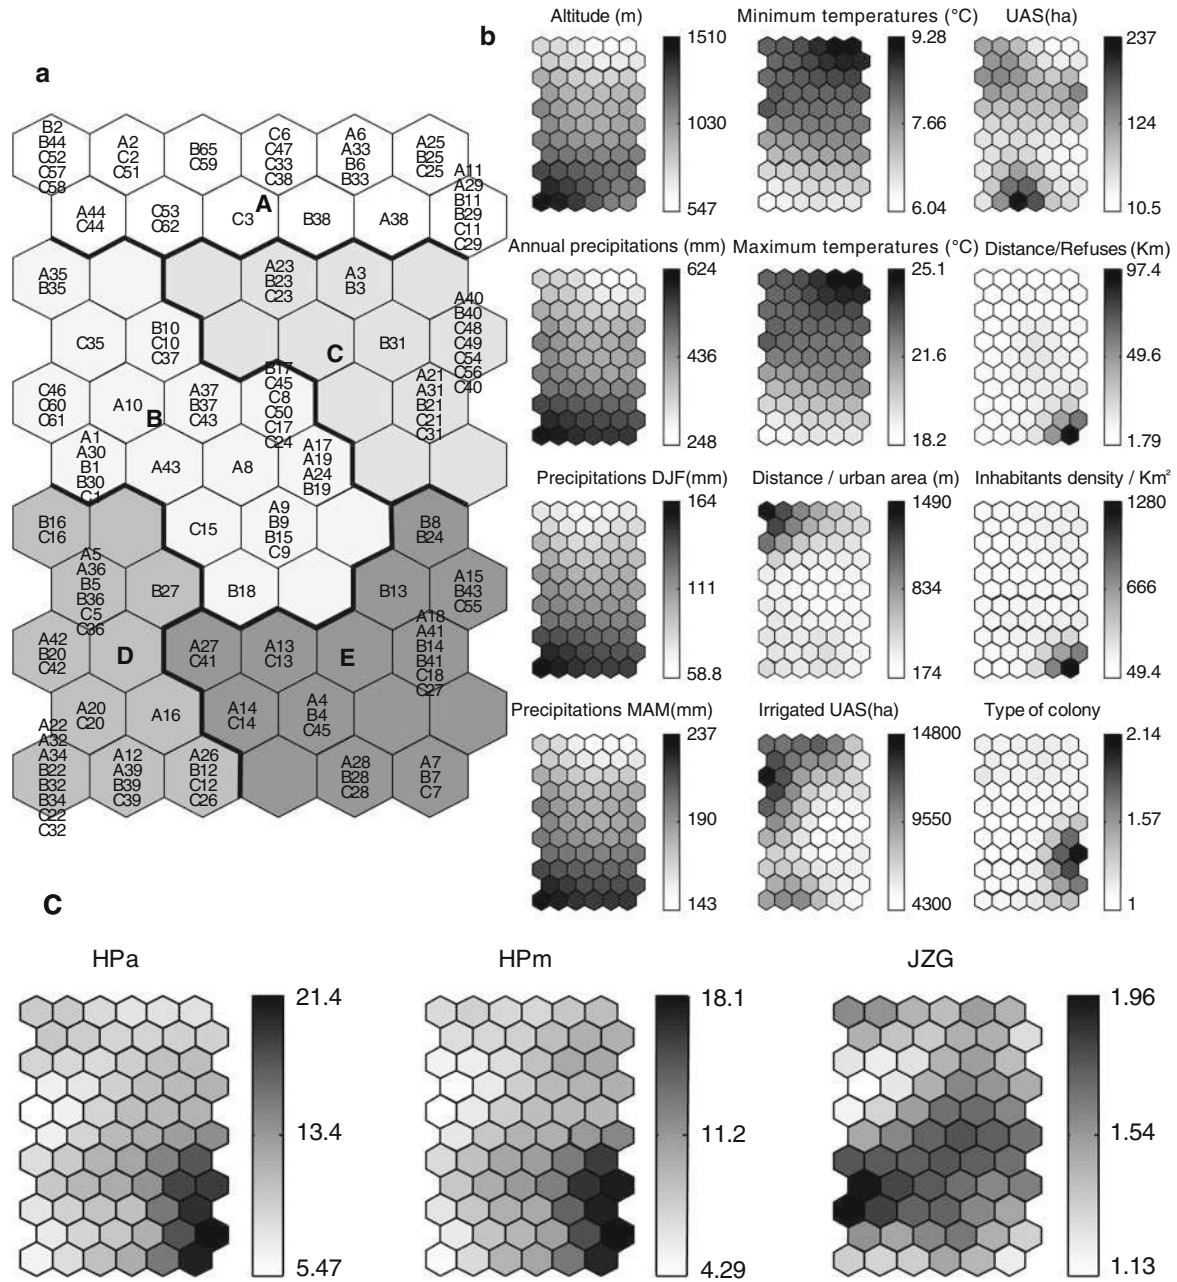 a
B2
B44
C52
C57
C58
A2
C2
C51
B65
C59
C6
C47
C33
C38
A6
A33
B6
B33
A25
B25
C25
A44
C44
C53
C62
A
C3
B38
A38
A11
A29
B11
B29
C11
C29
A35
B35
A23
B23
C23
A3
B3
C35
B10
C10
C37
C
B31
A40
B40
C48
C49
C54
C56
C40
C46
C60
C61
A10
B
A37
B37
C43
B17
C45
C8
C50
C17
C24
A21
A31
B21
C21
C31
A1
A30
B1
B30
C1
A43
A8
A17
A19
A24
B19
B16
C16
C15
A9
B9
B15
C9
B8
B24
A5
A36
B5
B36
C5
C36
B27
B18
B13
A15
B43
C55
A42
B20
C42
D
A27
C41
A13
C13
E
A18
A41
B14
B41
C18
C27
A20
C20
A16
A14
C14
A4
B4
C45
A22
A32
A34
B22
B32
B34
C22
C32
A12
A39
B39
C39
A26
B12
C12
C26
A28
B28
C28
A7
B7
C7
b
Altitude (m)
1510
1030
547
Minimum temperatures (°C)
9.28
7.66
6.04
UAS(ha)
237
124
10.5
Annual precipitations (mm)
624
436
248
Maximum temperatures (°C)
25.1
21.6
18.2
Distance/Refuses (Km)
97.4
49.6
1.79
Precipitations DJF(mm)
164
111
58.8
Distance / urban area (m)
1490
834
174
Inhabitants density / Km²
1280
666
49.4
Precipitations MAM(mm)
237
190
143
Irrigated UAS(ha)
14800
9550
4300
Type of colony
2.14
1.57
1
C
HPa
21.4
13.4
5.47
HPm
18.1
11.2
4.29
JZG
1.96
1.54
1.13